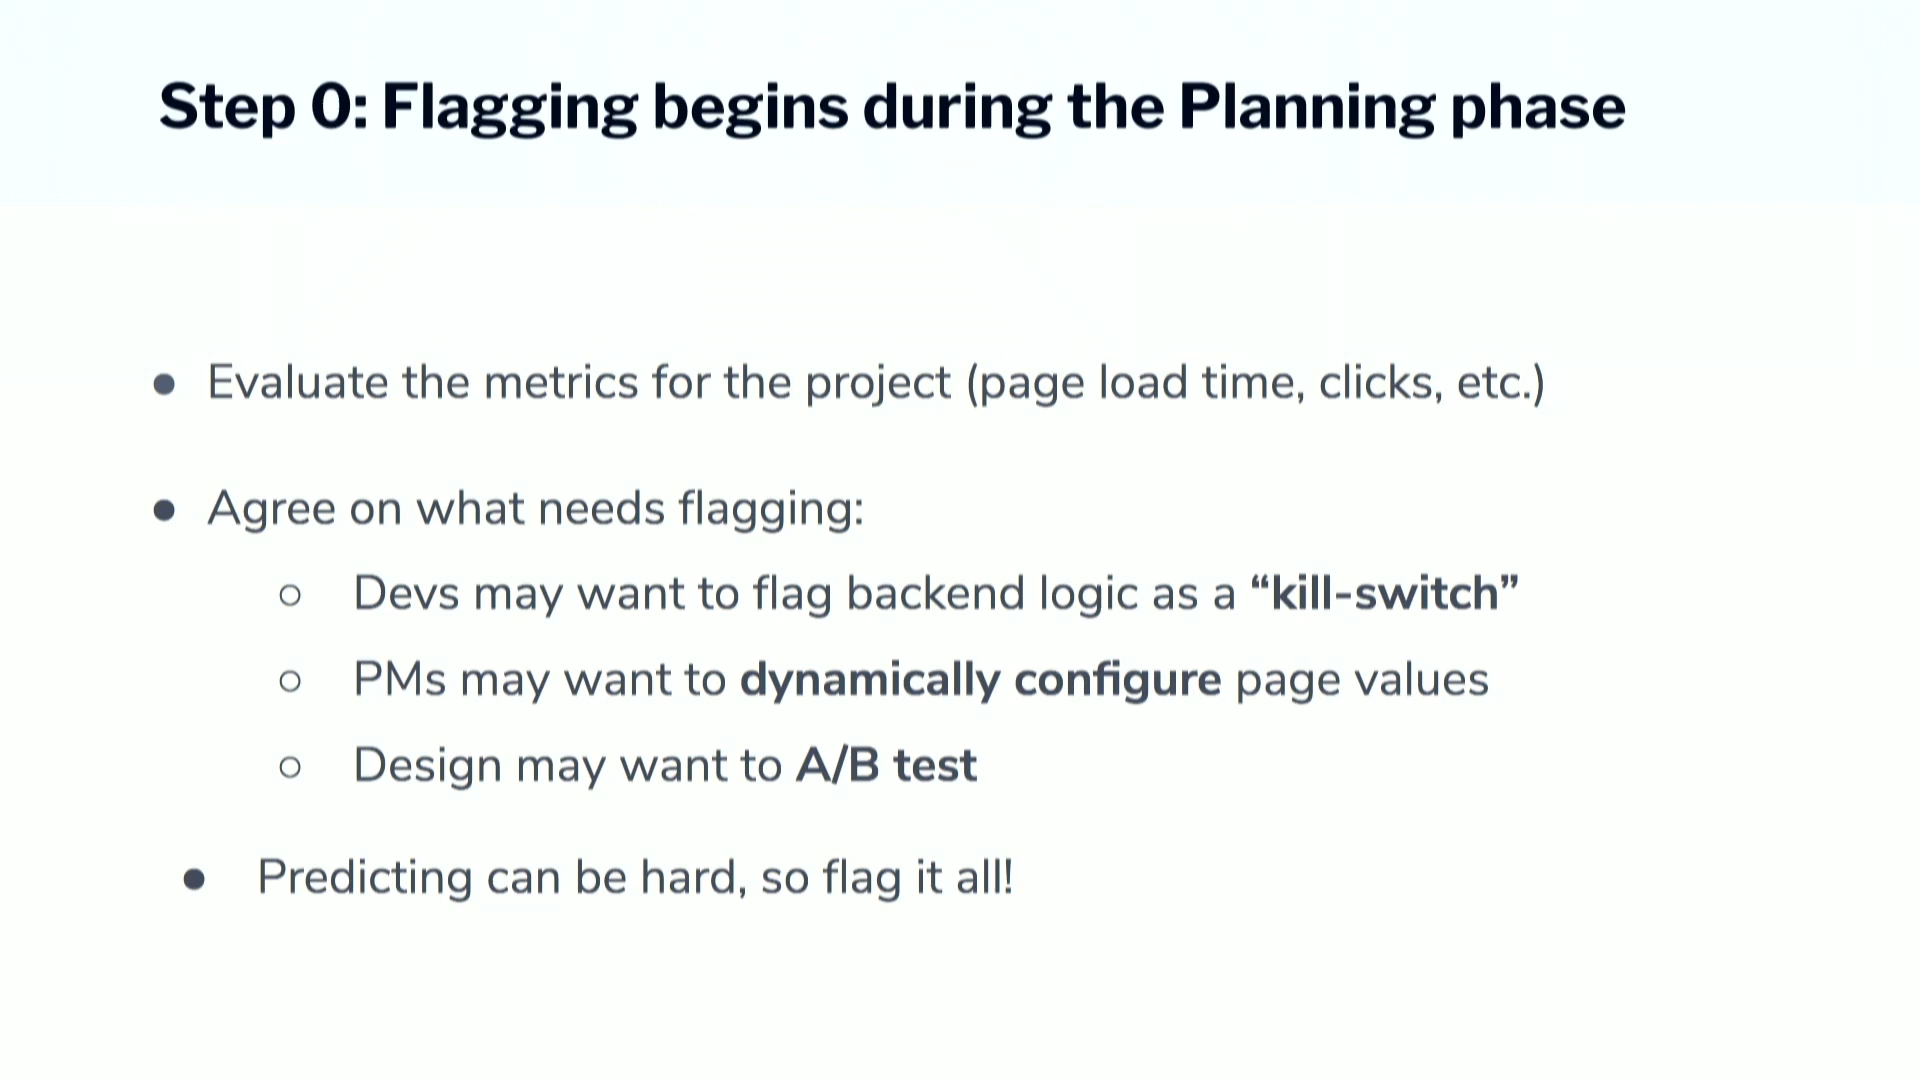 Step 0: Flagging begins during the Planning phase
● Evaluate the metrics for the project (page load time, clicks, etc.)
● Agree on what needs flagging:
○ Devs may want to flag backend logic as a “kill-switch”
○ PMs may want to dynamically configure page values
○ Design may want to A/B test
● Predicting can be hard, so flag it all!